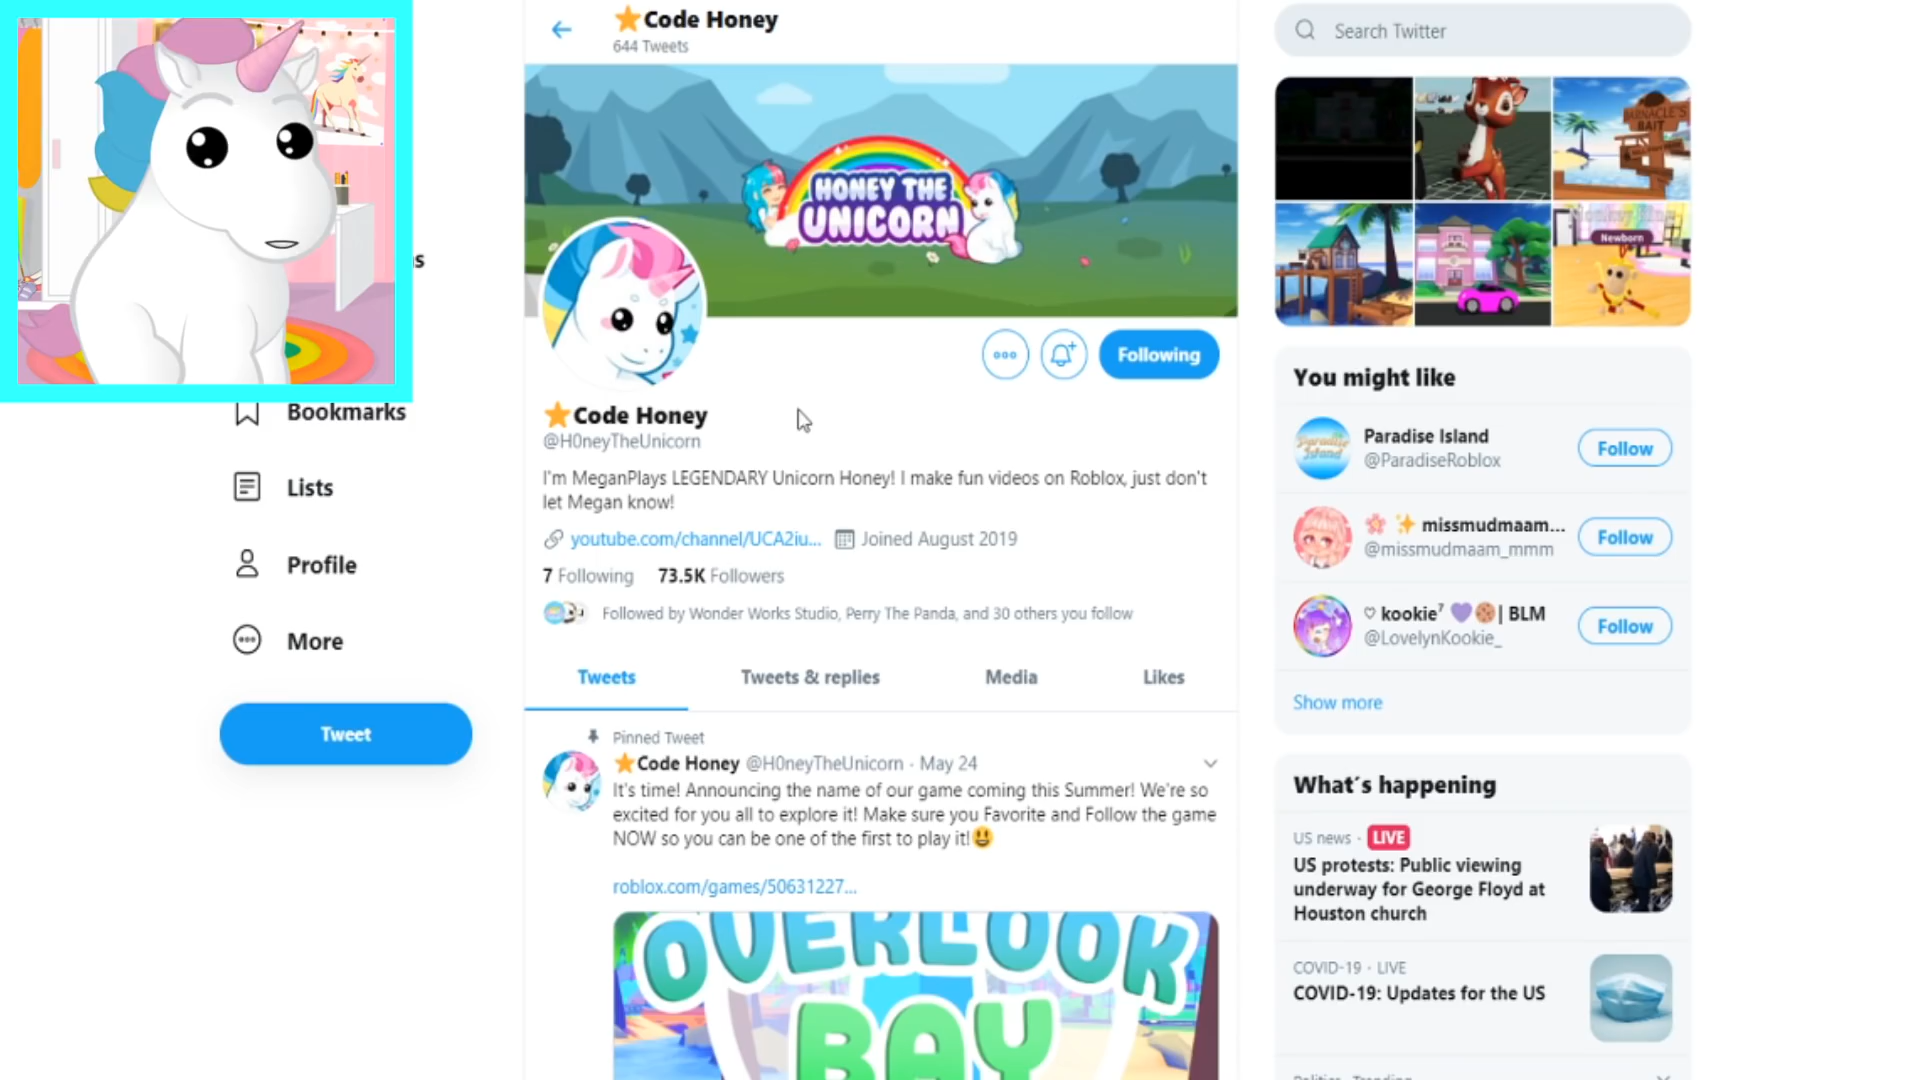 ⭐Code Honey
644 Tweets
HONEY THE
UNICORN
Following
⭐Code Honey
@H0neyTheUnicorn
I'm MeganPlays LEGENDARY Unicorn Honey! I make fun videos on Roblox, just don't
let Megan know!
youtube.com/channel/UCA2iu... Joined August 2019
7 Following 73.5K Followers
Followed by Wonder Works Studio, Perry The Panda, and 30 others you follow
Tweets Tweets & replies Media Likes
Pinned Tweet
⭐Code Honey @H0neyTheUnicorn · May 24
It's time! Announcing the name of our game coming this Summer! We're so
excited for you all to explore it! Make sure you Favorite and Follow the game
NOW so you can be one of the first to play it!😃
roblox.com/games/50631227...
OVERLOOK
BAY
s
Bookmarks
Lists
Profile
More
Tweet
Search Twitter
BARNACLE'S
BAIT
Newborn
You might like
Paradise Island
@ParadiseRoblox
Follow
🌸 ✨ missmudmaam...
@missmudmaam_mmm
Follow
♡ kookie⁷ 💜🍪| BLM
@LovelynKookie_
Follow
Show more
What's happening
US news · LIVE
US protests: Public viewing
underway for George Floyd at
Houston church
COVID-19 · LIVE
COVID-19: Updates for the US
Politics · Trending